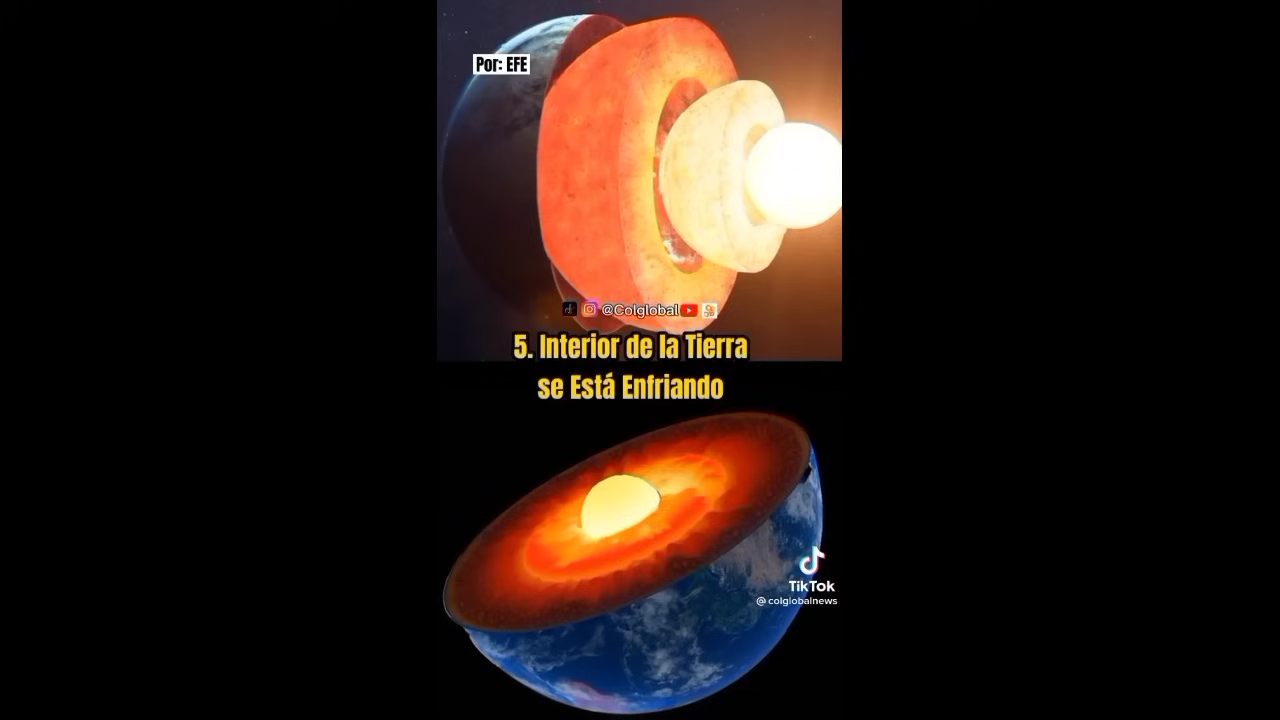 Por: EFE
@Colglobal
5. Interior de la Tierra
se Está Enfriando
TikTok
@ colglobalnews